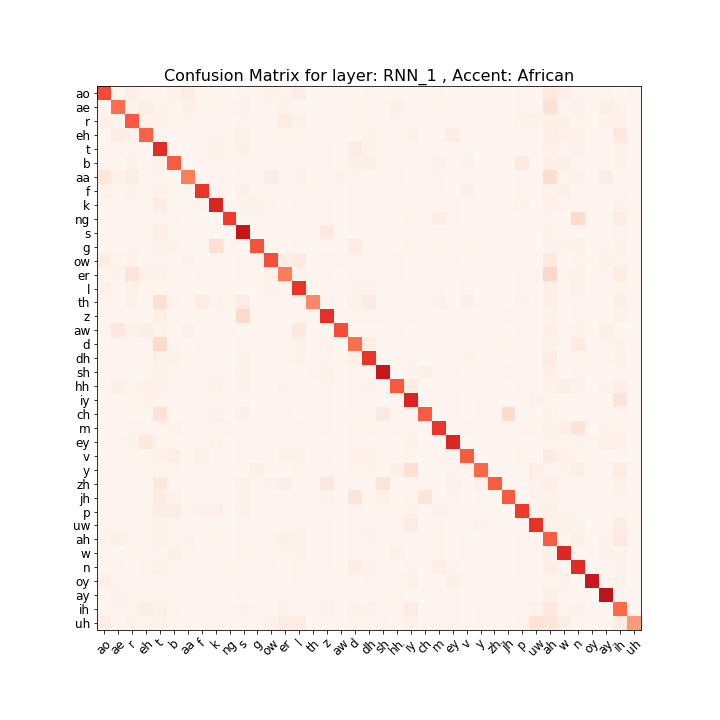 Confusion Matrix for layer: RNN_1 , Accent: African
ao
ae
r
eh
t
b
aa
f
k
ng
s
g
ow
er
l
th
z
aw
d
dh
sh
hh
iy
ch
m
ey
v
y
zh
jh
p
uw
ah
w
n
oy
ay
ih
uh
ao ae r eh t b aa f k ng s g ow er l th z aw d dh sh hh iy ch m ey v y zh jh p uw ah w n oy ay ih uh